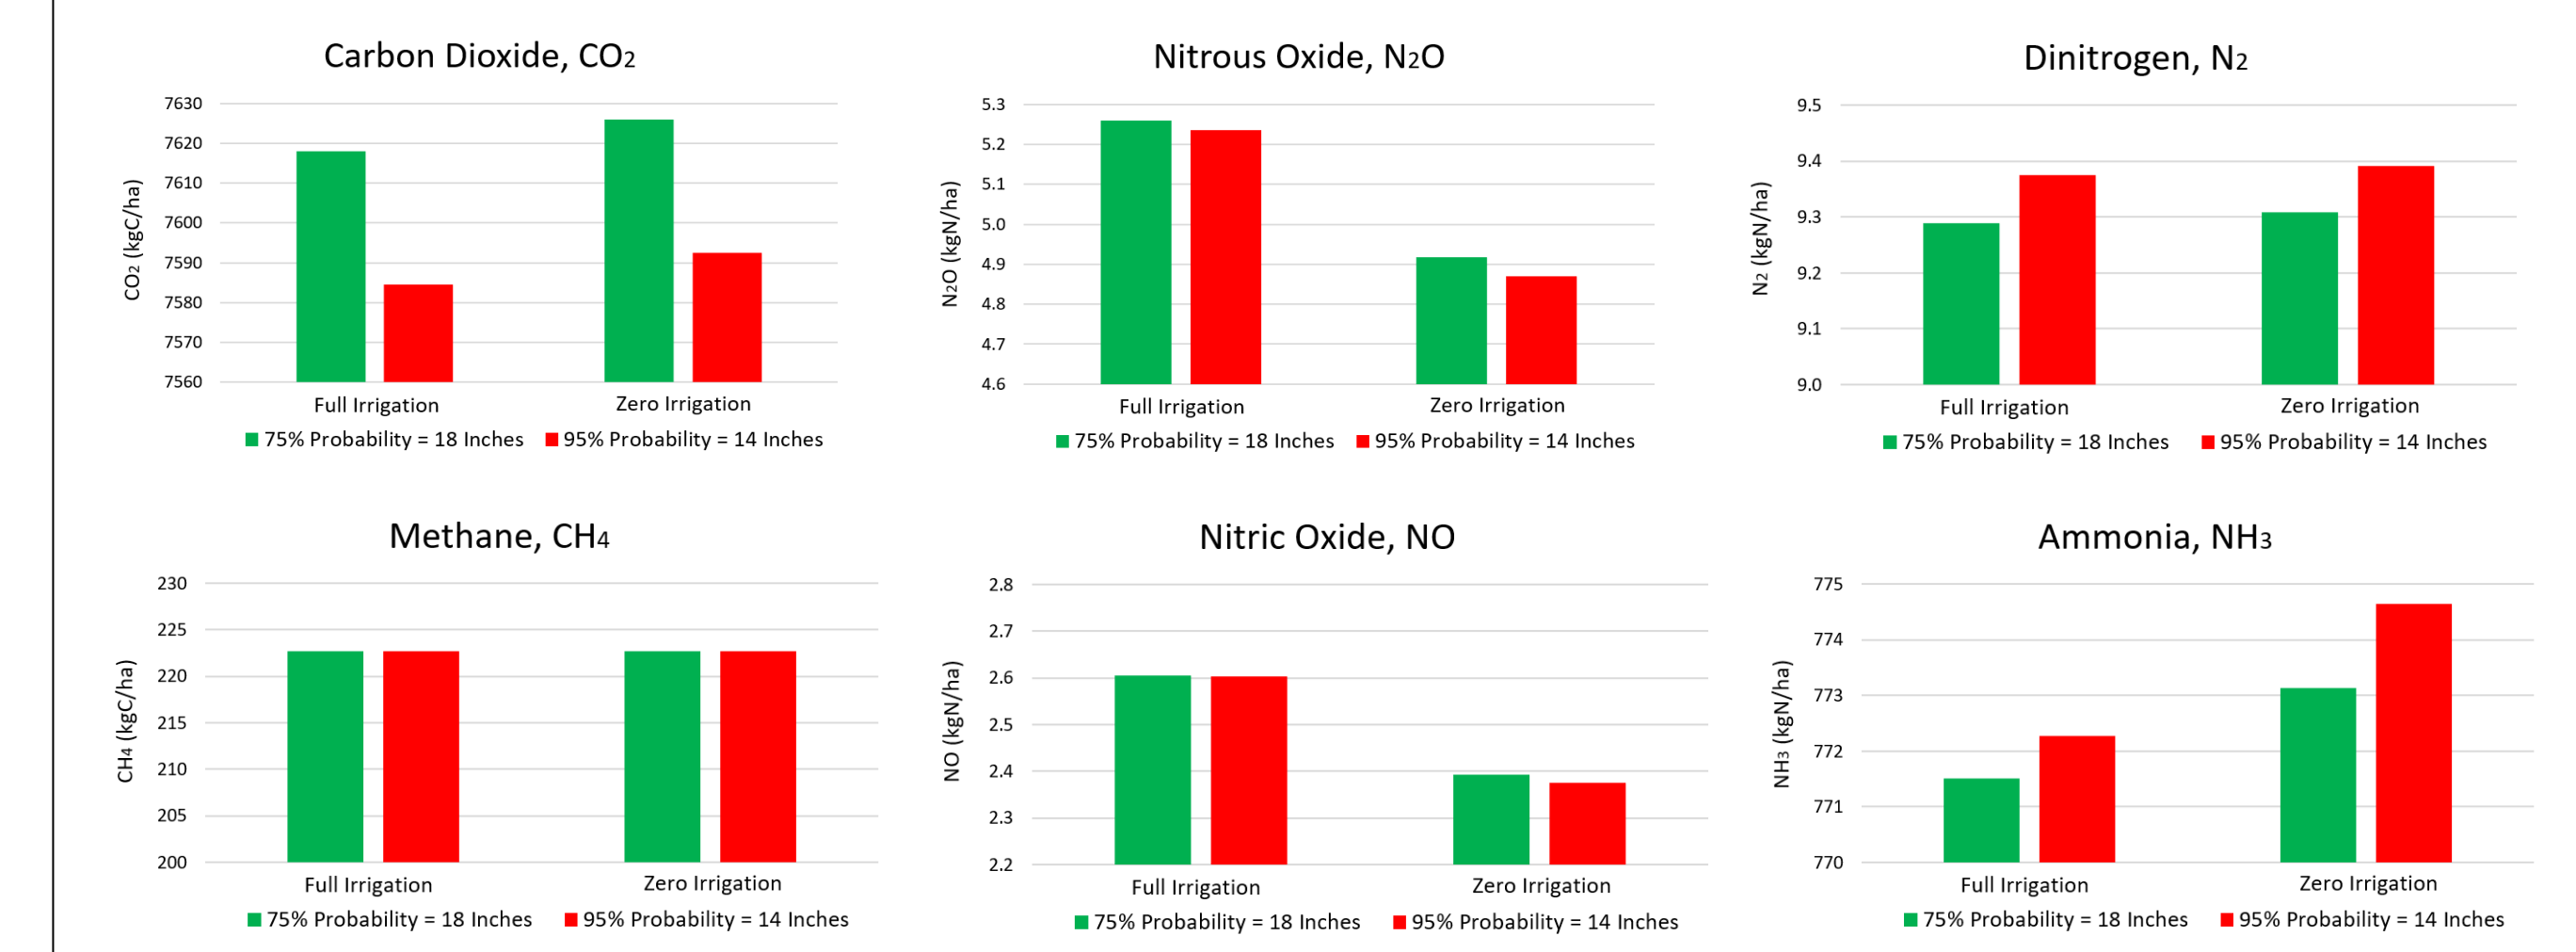 Carbon Dioxide, CO2
7630
7620
7610
7600
7590
7580
7570
7560
CO2 (kgC/ha)
Full Irrigation
Zero Irrigation
75% Probability = 18 Inches
95% Probability = 14 Inches
Nitrous Oxide, N2O
5.3
5.2
5.1
5.0
4.9
4.8
4.7
4.6
N2O (kgN/ha)
Full Irrigation
Zero Irrigation
75% Probability = 18 Inches
95% Probability = 14 Inches
Dinitrogen, N2
9.5
9.4
9.3
9.2
9.1
9.0
N2 (kgN/ha)
Full Irrigation
Zero Irrigation
75% Probability = 18 Inches
95% Probability = 14 Inches
Methane, CH4
230
225
220
215
210
205
200
CH4 (kgC/ha)
Full Irrigation
Zero Irrigation
75% Probability = 18 Inches
95% Probability = 14 Inches
Nitric Oxide, NO
2.8
2.7
2.6
2.5
2.4
2.3
2.2
NO (kgN/ha)
Full Irrigation
Zero Irrigation
75% Probability = 18 Inches
95% Probability = 14 Inches
Ammonia, NH3
775
774
773
772
771
770
NH3 (kgN/ha)
Full Irrigation
Zero Irrigation
75% Probability = 18 Inches
95% Probability = 14 Inches